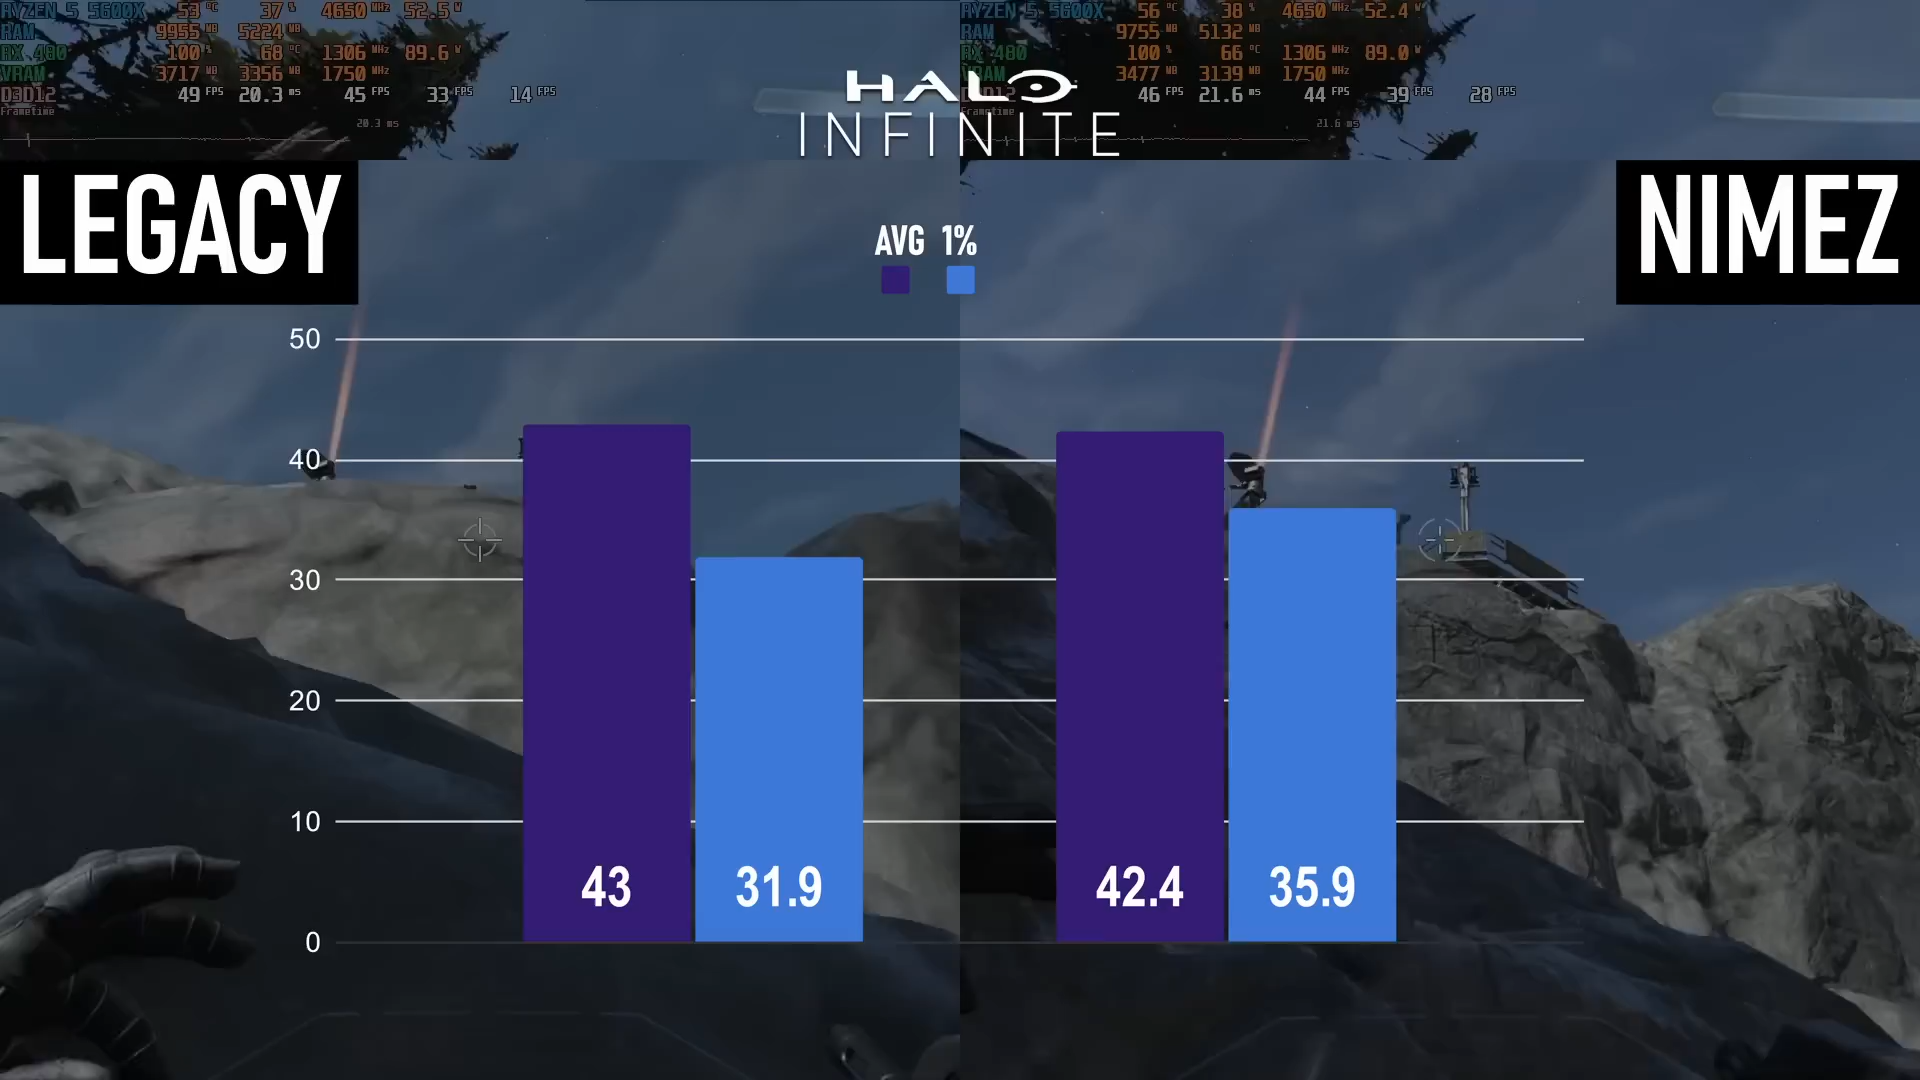 RYZEN 5 5600X 53 °C 37 % 4650 MHz 52.5 W
RAM 9955 MB 5224 MB
RX 480 100 % 68 °C 1306 MHz 89.6 W
VRAM 3717 MB 3356 MB 1750 MHz
D3D12 49 FPS 20.3 ms 45 FPS 33 FPS 14 FPS
Frametime
20.3 ms
RYZEN 5 5600X 56 °C 38 % 4650 MHz 52.4 W
RAM 9755 MB 5132 MB
RX 480 100 % 66 °C 1306 MHz 89.0 W
VRAM 3477 MB 3139 MB 1750 MHz
D3D12 46 FPS 21.6 ms 44 FPS 39 FPS 28 FPS
Frametime
21.6 ms
HALO
INFINITE
LEGACY
NIMEZ
AVG 1%
50
40
30
20
10
0
43
31.9
42.4
35.9